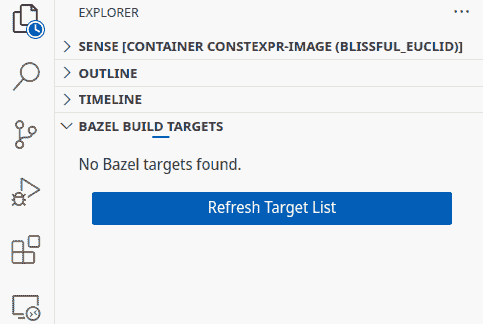 EXPLORER
SENSE [CONTAINER CONSTEXPR-IMAGE (BLISSFUL_EUCLID)]
OUTLINE
TIMELINE
BAZEL BUILD TARGETS
No Bazel targets found.
Refresh Target List